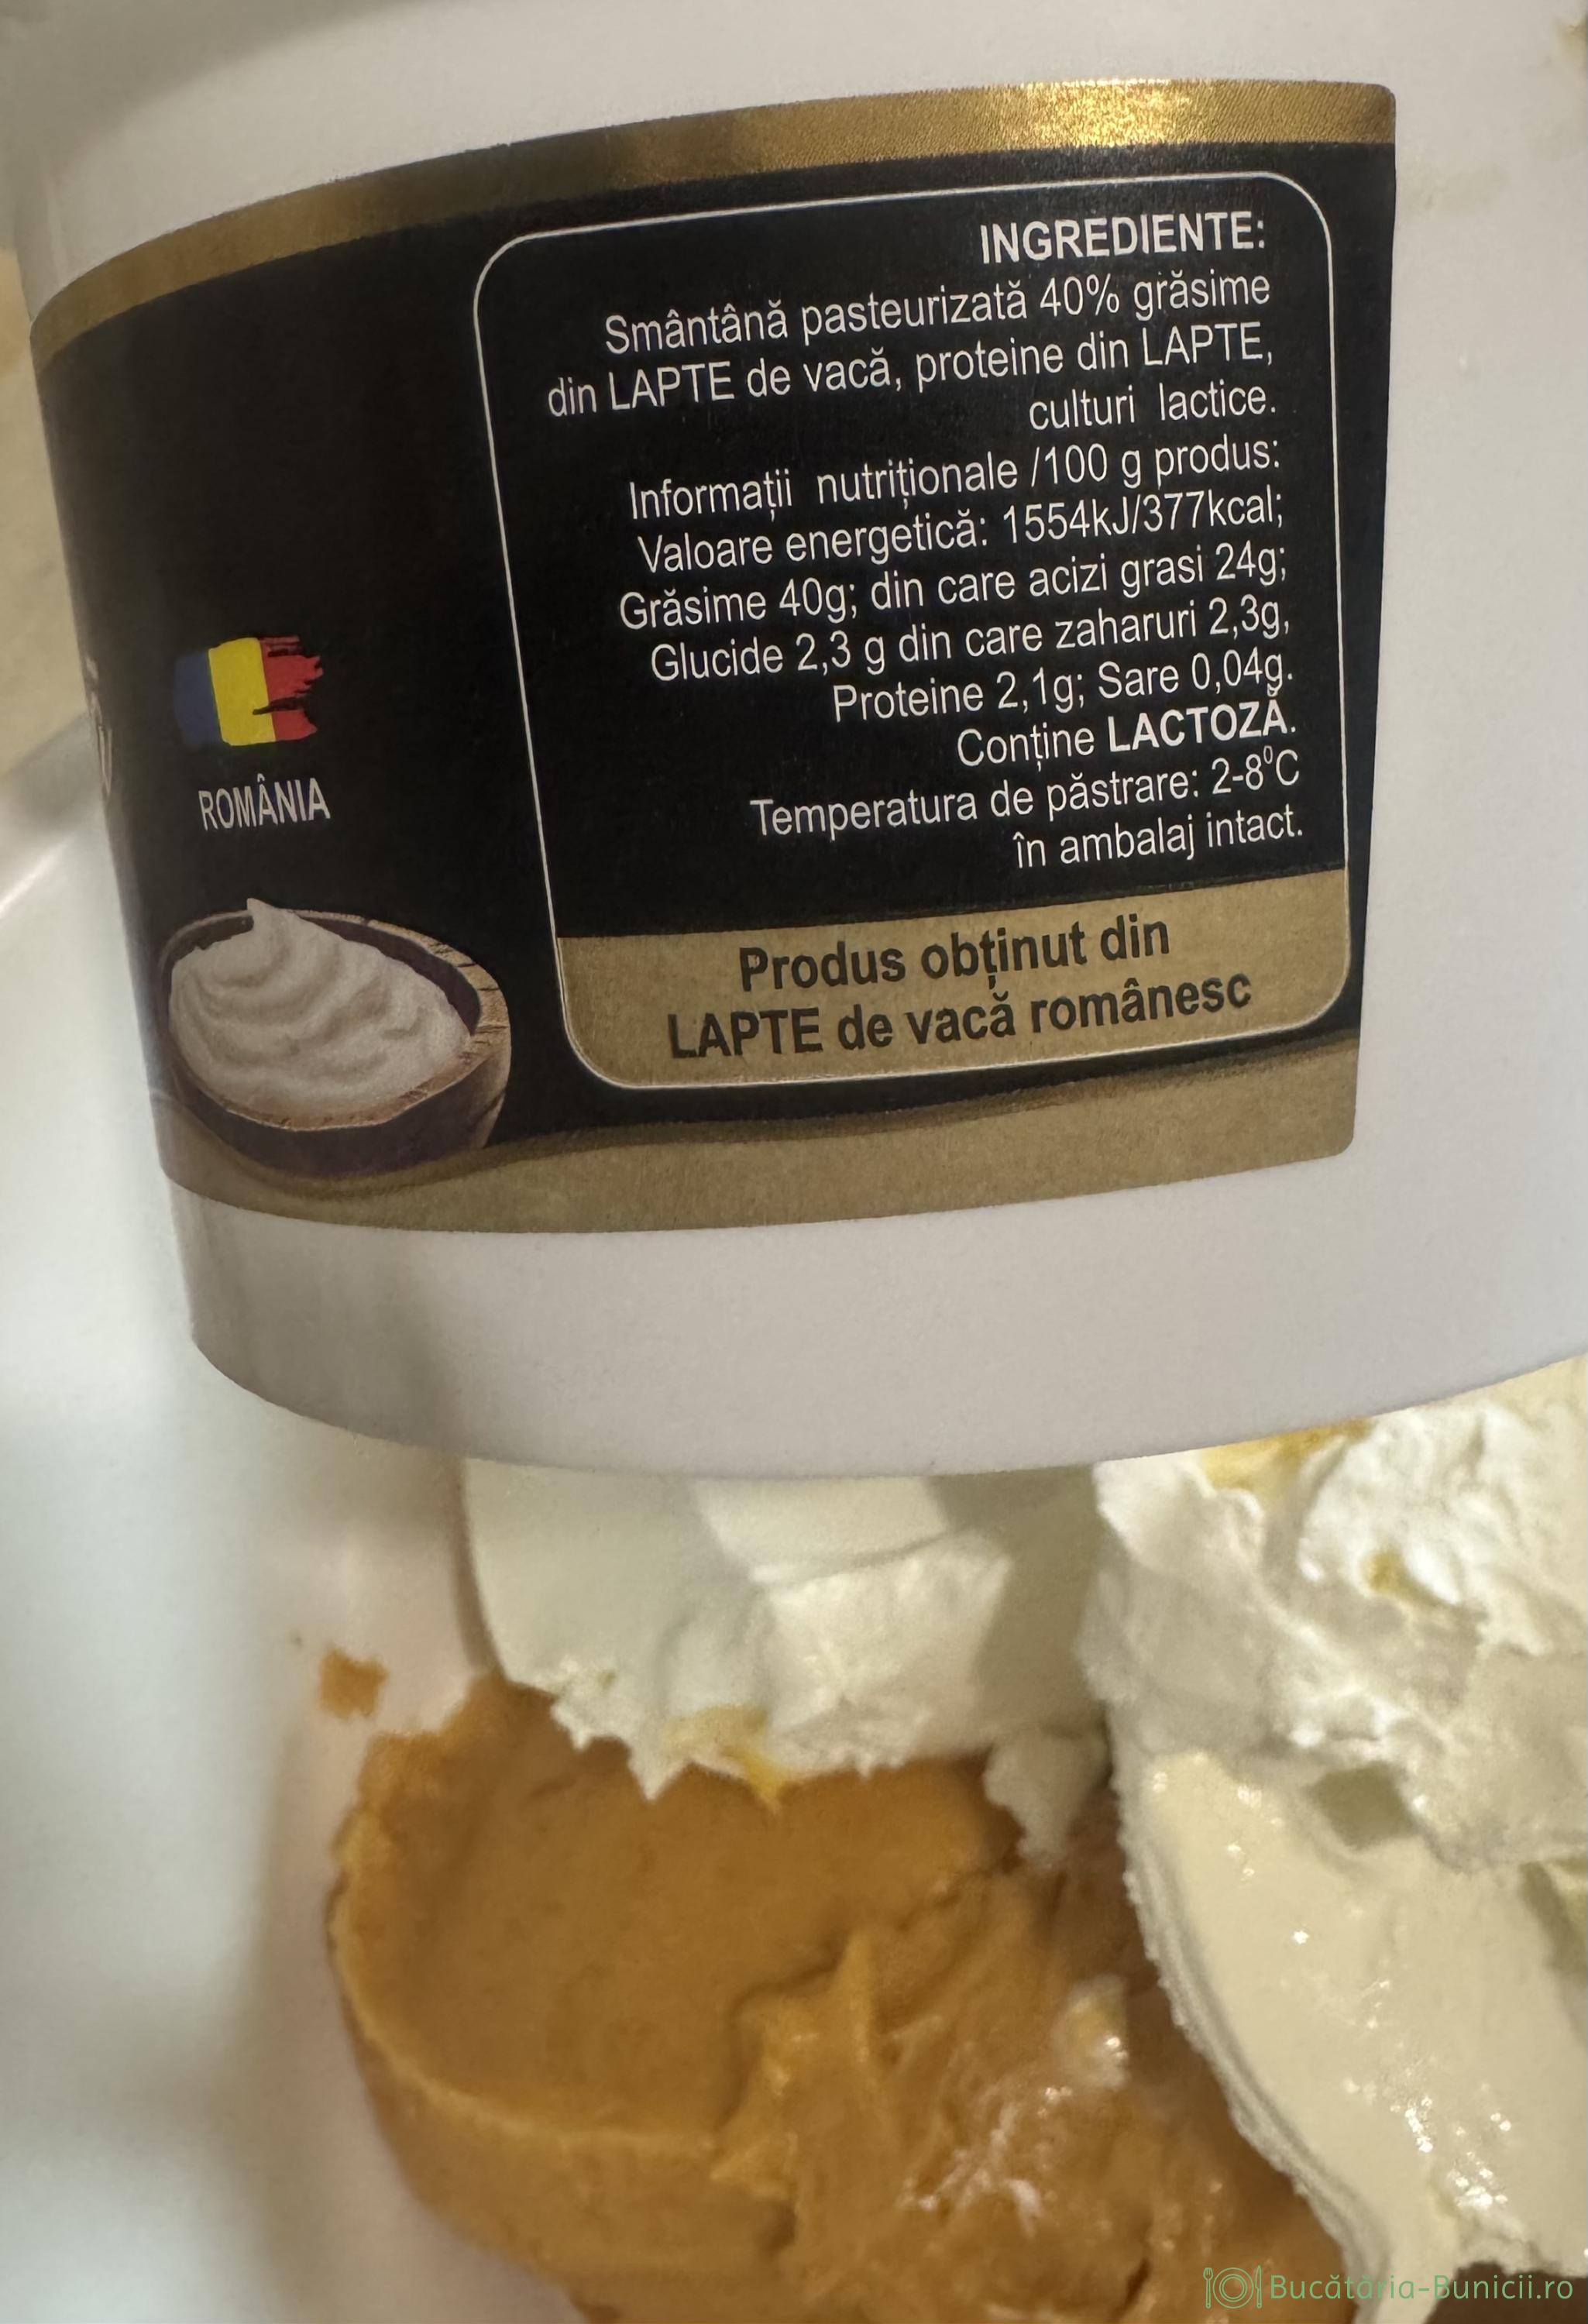 INGREDIENTE:
Smântână pasteurizată 40% grăsime
din LAPTE de vacă, proteine din LAPTE,
culturi lactice.
Informații nutriționale /100 g produs:
Valoare energetică: 1554kJ/377kcal;
Grăsime 40g; din care acizi grasi 24g;
Glucide 2,3 g din care zaharuri 2,3g,
Proteine 2,1g; Sare 0,04g.
Conține LACTOZĂ.
Temperatura de păstrare: 2-8⁰C
în ambalaj intact.
ROMÂNIA
Produs obținut din
LAPTE de vacă românesc
Bucătăria-Bunicii.ro